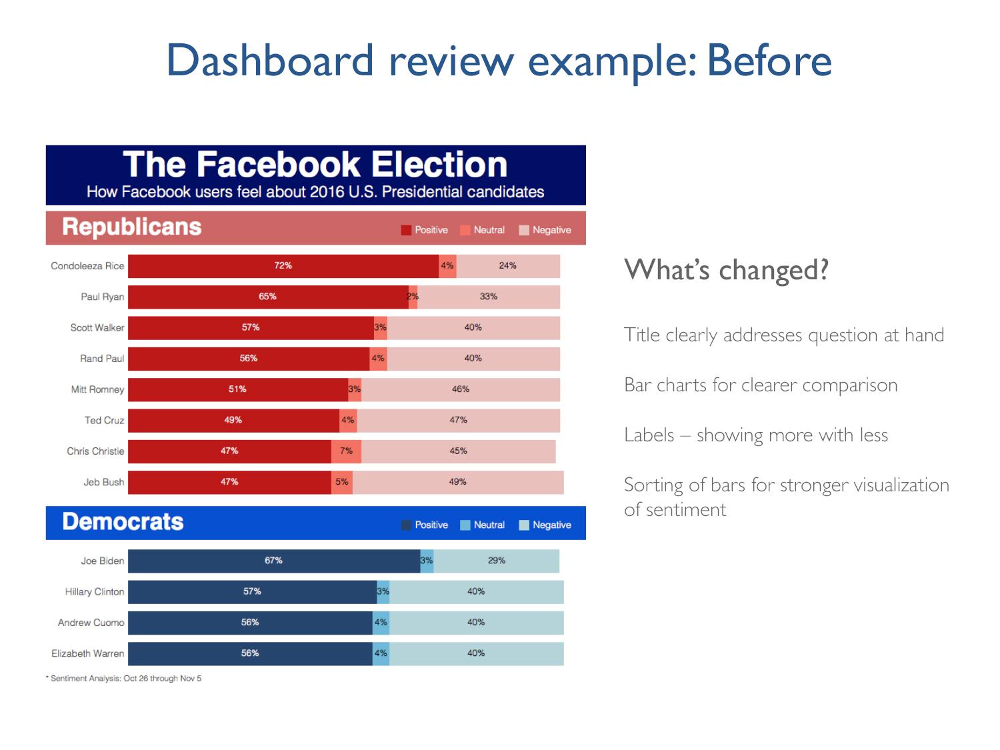 Dashboard review example: Before
The Facebook Election
How Facebook users feel about 2016 U.S. Presidential candidates
Republicans
Positive Neutral Negative
Condoleeza Rice 72% 4% 24%
Paul Ryan 65% 2% 33%
Scott Walker 57% 3% 40%
Rand Paul 56% 4% 40%
Mitt Romney 51% 3% 46%
Ted Cruz 49% 4% 47%
Chris Christie 47% 7% 45%
Jeb Bush 47% 5% 49%
Democrats
Positive Neutral Negative
Joe Biden 67% 3% 29%
Hillary Clinton 57% 3% 40%
Andrew Cuomo 56% 4% 40%
Elizabeth Warren 56% 4% 40%
* Sentiment Analysis: Oct 26 through Nov 5
What's changed?
Title clearly addresses question at hand
Bar charts for clearer comparison
Labels – showing more with less
Sorting of bars for stronger visualization
of sentiment